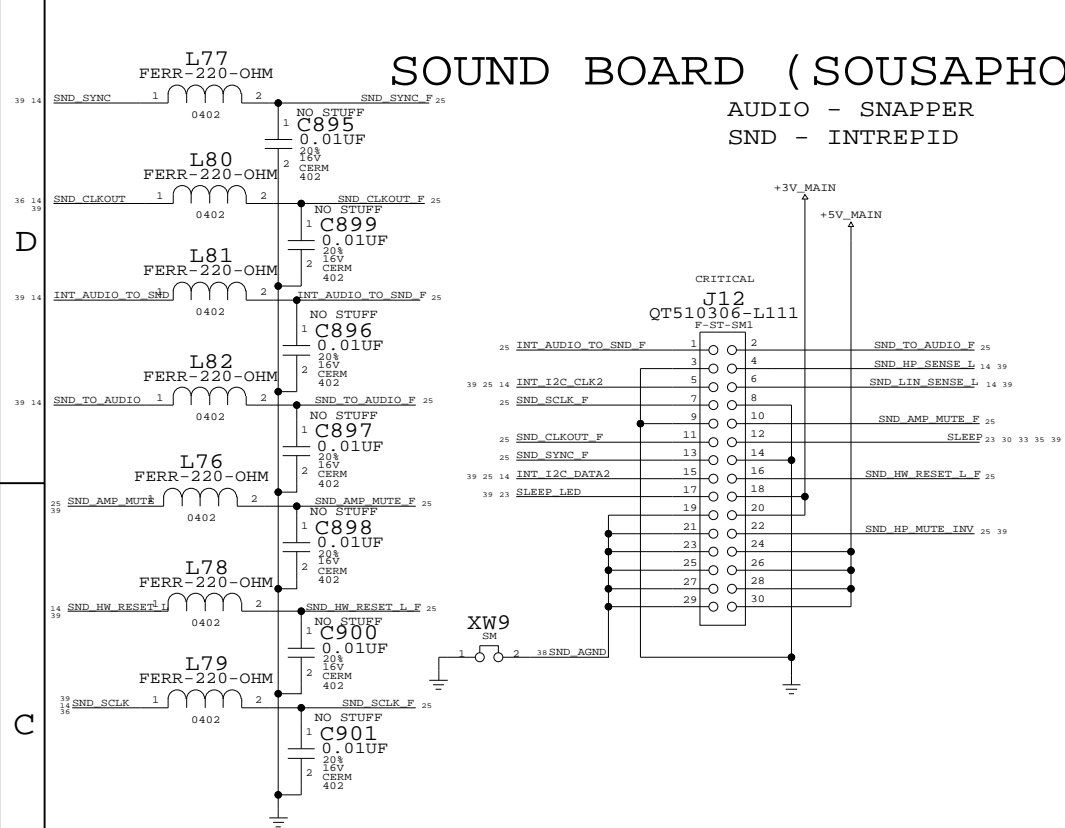 SOUND BOARD (SOUSAPHO
AUDIO - SNAPPER
SND - INTREPID
D
C
L77
FERR-220-OHM
39 14 SND_SYNC 1 2 SND_SYNC_F 25
0402
NO STUFF
1 C895
0.01UF
20%
16V
2 CERM
402
L80
FERR-220-OHM
36 14 SND_CLKOUT 1 2 SND_CLKOUT_F 25
39
0402
NO STUFF
1 C899
0.01UF
20%
16V
2 CERM
402
L81
FERR-220-OHM
39 14 INT_AUDIO_TO_SND 1 2 INT_AUDIO_TO_SND_F 25
0402
NO STUFF
1 C896
0.01UF
20%
16V
2 CERM
402
L82
FERR-220-OHM
39 14 SND_TO_AUDIO 1 2 SND_TO_AUDIO_F 25
0402
NO STUFF
1 C897
0.01UF
20%
16V
2 CERM
402
L76
FERR-220-OHM
25 SND_AMP_MUTE 1 2 SND_AMP_MUTE_F 25
39
0402
NO STUFF
1 C898
0.01UF
20%
16V
2 CERM
402
L78
FERR-220-OHM
14 SND_HW_RESET_L 1 2 SND_HW_RESET_L_F 25
39
0402
NO STUFF
1 C900
0.01UF
20%
16V
2 CERM
402
L79
FERR-220-OHM
39
14 SND_SCLK 1 2 SND_SCLK_F 25
36
0402
NO STUFF
1 C901
0.01UF
20%
16V
2 CERM
402
+3V_MAIN
+5V_MAIN
CRITICAL
J12
QT510306-L111
F-ST-SM1
25 INT_AUDIO_TO_SND_F 1 2 SND_TO_AUDIO_F 25
3 4 SND_HP_SENSE_L 14 39
39 25 14 INT_I2C_CLK2 5 6 SND_LIN_SENSE_L 14 39
25 SND_SCLK_F 7 8
9 10 SND_AMP_MUTE_F 25
25 SND_CLKOUT_F 11 12 SLEEP 23 30 33 35 39
25 SND_SYNC_F 13 14
39 25 14 INT_I2C_DATA2 15 16 SND_HW_RESET_L_F 25
39 23 SLEEP_LED 17 18
19 20
21 22 SND_HP_MUTE_INV 25 39
23 24
25 26
27 28
29 30
XW9
SM
1 2 38 SND_AGND